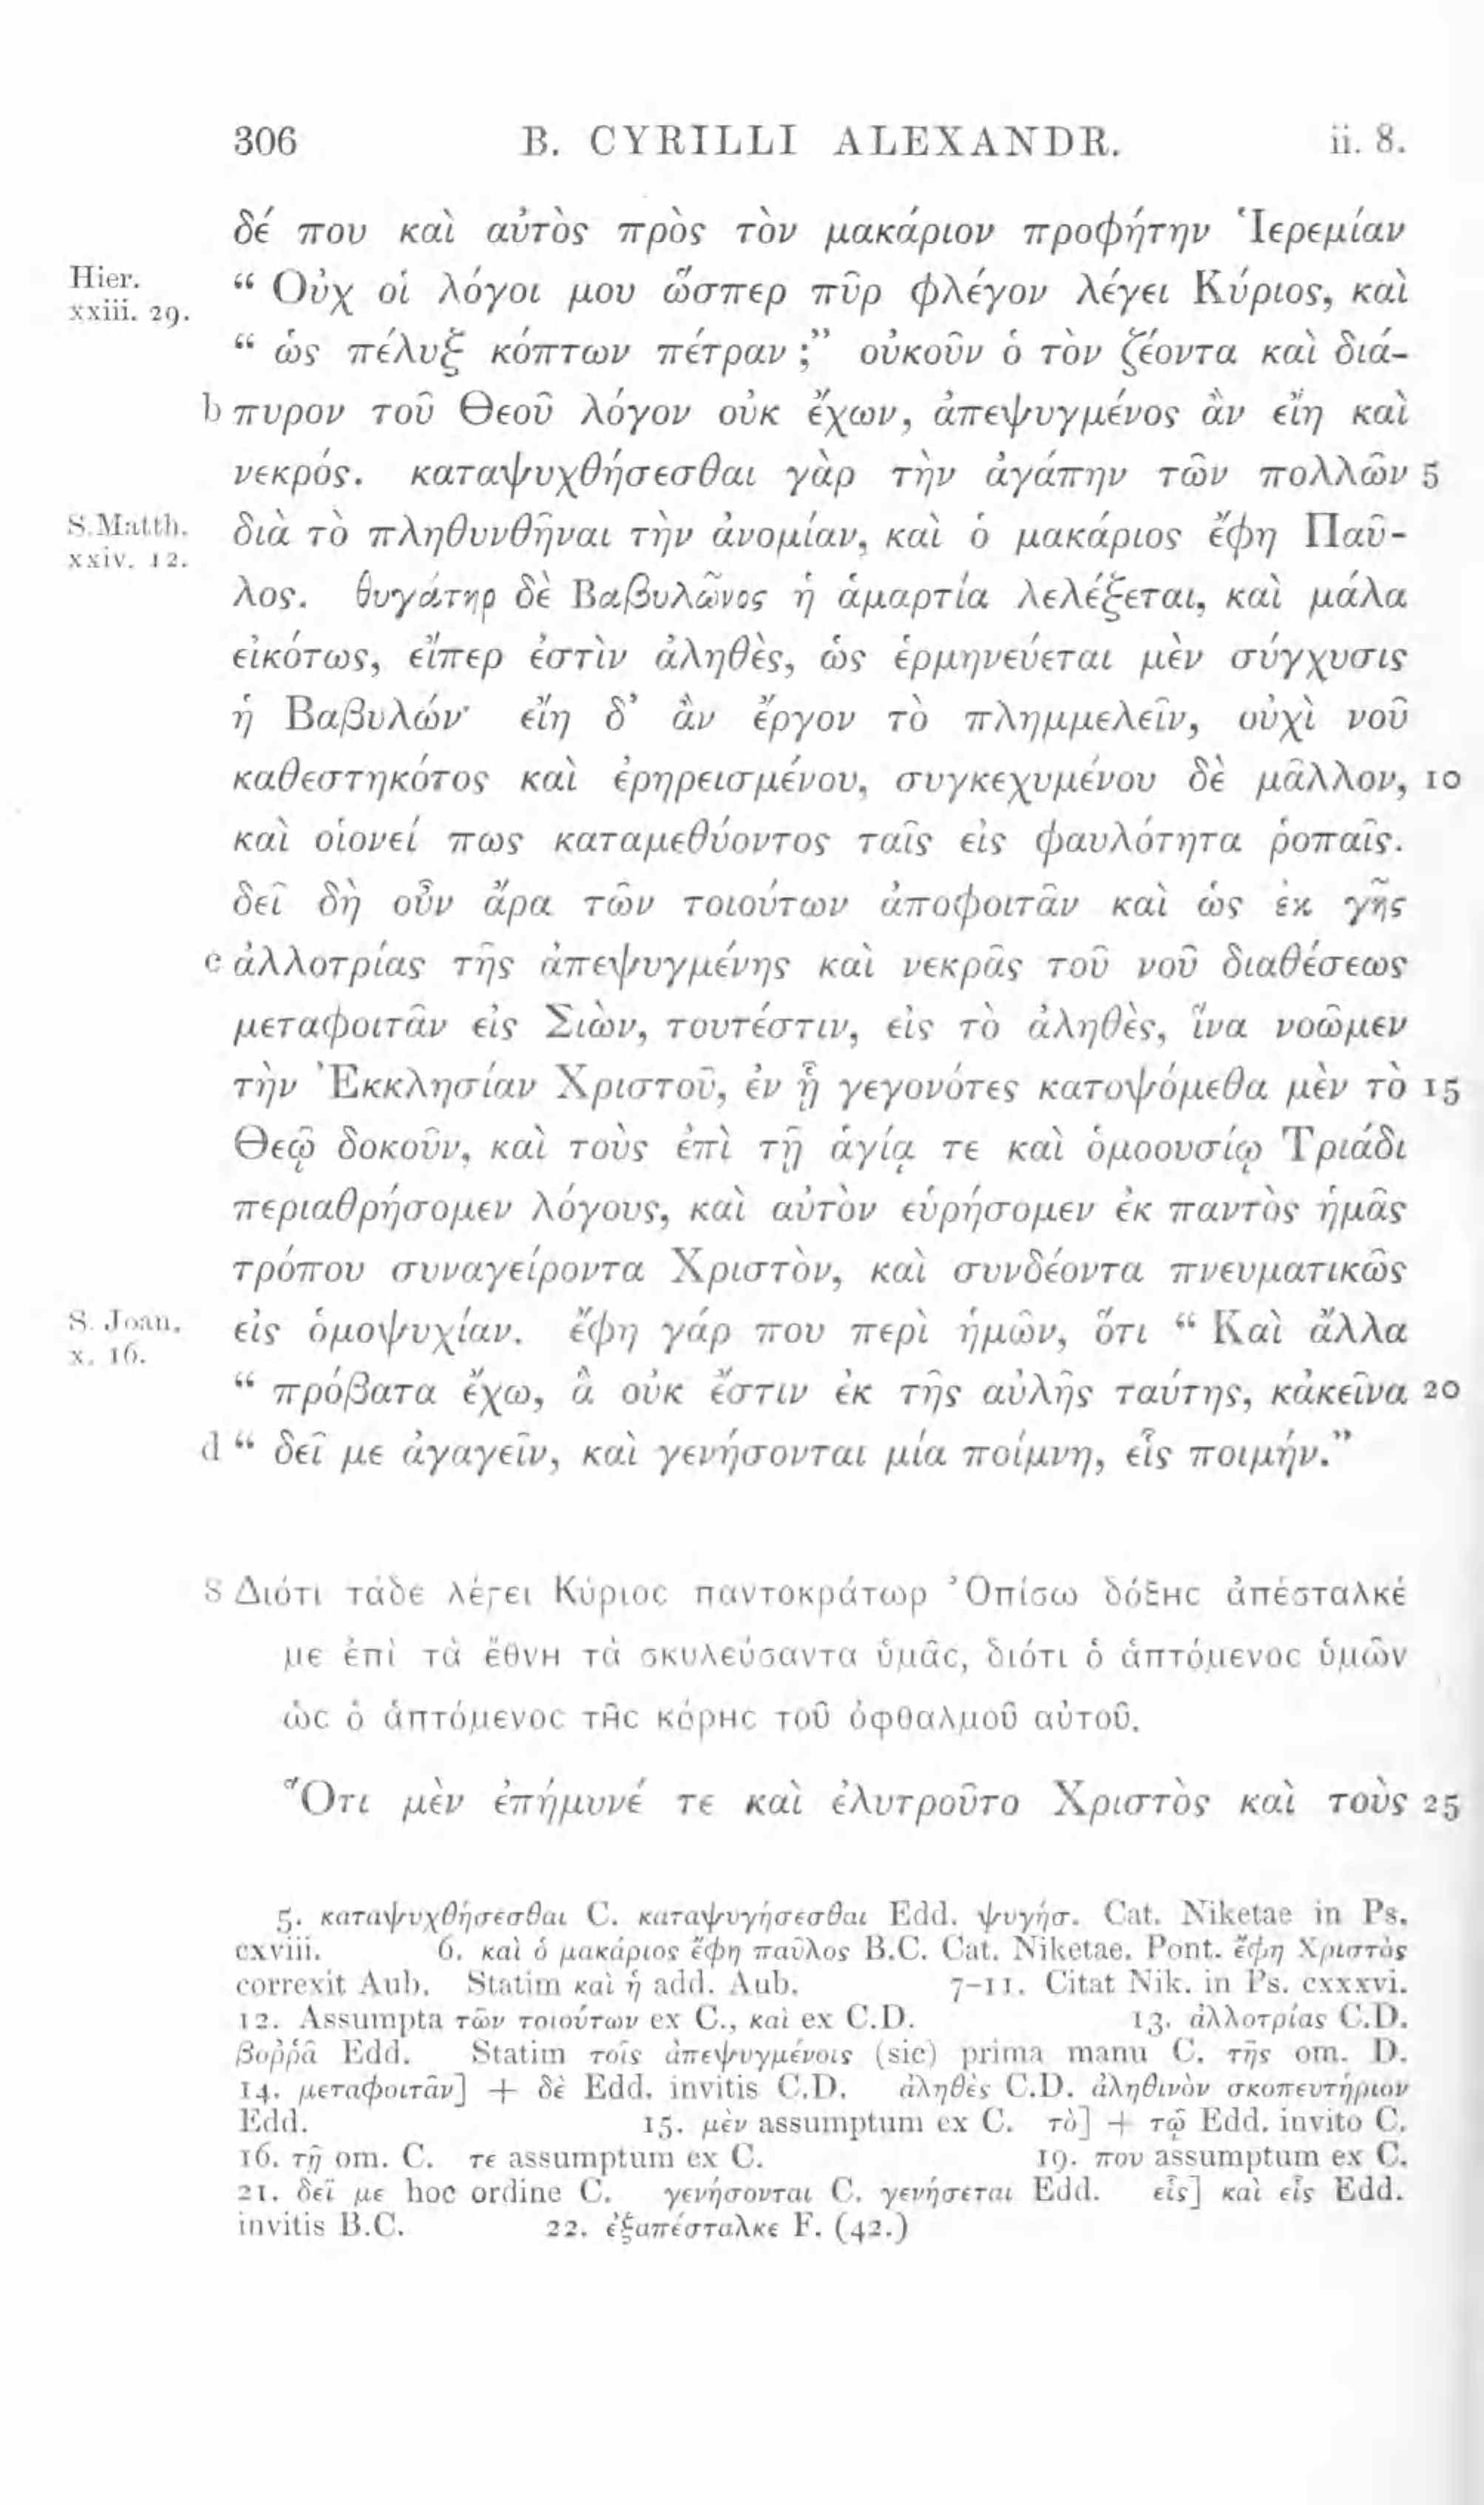 306 B. CYRILLI ALEXANDR. ii. 8.
δέ που καὶ αὐτὸς πρὸς τὸν μακάριον προφήτην Ἱερεμίαν
Hier. xxiii. 29. “ Οὐχ οἱ λόγοι μου ὥσπερ πῦρ φλέγον λέγει Κύριος, καὶ
“ ὡς πέλυξ κόπτων πέτραν ;” οὐκοῦν ὁ τὸν ζέοντα καὶ διά-
b πυρον τοῦ Θεοῦ λόγον οὐκ ἔχων, ἀπεψυγμένος ἂν εἴη καὶ
νεκρός. καταψυχθήσεσθαι γὰρ τὴν ἀγάπην τῶν πολλῶν 5
S. Matth. xxiv. 12. διὰ τὸ πληθυνθῆναι τὴν ἀνομίαν, καὶ ὁ μακάριος ἔφη Παῦ-
λος. θυγάτηρ δὲ Βαβυλῶνος ἡ ἁμαρτία λελέξεται, καὶ μάλα
εἰκότως, εἴπερ ἐστὶν ἀληθὲς, ὡς ἑρμηνεύεται μὲν σύγχυσις
ἡ Βαβυλών· εἴη δ’ ἂν ἔργον τὸ πλημμελεῖν, οὐχὶ νοῦ
καθεστηκότος καὶ ἐρηρεισμένου, συγκεχυμένου δὲ μᾶλλον, 10
καὶ οἱονεί πως καταμεθύοντος ταῖς εἰς φαυλότητα ῥοπαῖς.
δεῖ δὴ οὖν ἄρα τῶν τοιούτων ἀποφοιτᾶν καὶ ὡς ἐκ γῆς
c ἀλλοτρίας τῆς ἀπεψυγμένης καὶ νεκρᾶς τοῦ νοῦ διαθέσεως
μεταφοιτᾶν εἰς Σιὼν, τουτέστιν, εἰς τὸ ἀληθὲς, ἵνα νοῶμεν
τὴν Ἐκκλησίαν Χριστοῦ, ἐν ᾗ γεγονότες κατοψόμεθα μὲν τὸ 15
Θεῷ δοκοῦν, καὶ τοὺς ἐπὶ τῇ ἁγίᾳ τε καὶ ὁμοουσίῳ Τριάδι
περιαθρήσομεν λόγους, καὶ αὐτὸν εὑρήσομεν ἐκ παντὸς ἡμᾶς
τρόπου συναγείροντα Χριστὸν, καὶ συνδέοντα πνευματικῶς
S. Joan. x. 16. εἰς ὁμοψυχίαν. ἔφη γάρ που περὶ ἡμῶν, ὅτι “ Καὶ ἄλλα
“ πρόβατα ἔχω, ἃ οὐκ ἔστιν ἐκ τῆς αὐλῆς ταύτης, κἀκεῖνα 20
d “ δεῖ με ἀγαγεῖν, καὶ γενήσονται μία ποίμνη, εἷς ποιμήν.”
8 Διότι τάδε λέγει Κύριος παντοκράτωρ Ὀπίσω δόξης ἀπέσταλκέ
με ἐπὶ τὰ ἔθνη τὰ σκυλεύσαντα ὑμᾶς, διότι ὁ ἁπτόμενος ὑμῶν
ὡς ὁ ἁπτόμενος τῆς κόρης τοῦ ὀφθαλμοῦ αὐτοῦ.
Ὅτι μὲν ἐπήμυνέ τε καὶ ἐλυτροῦτο Χριστὸς καὶ τοὺς 25
5. καταψυχθήσεσθαι C. καταψυγήσεσθαι Edd. ψυγήσ. Cat. Niketae in Ps.
cxviii. 6. καὶ ὁ μακάριος ἔφη παῦλος B.C. Cat. Niketae. Pont. ἔφη Χριστὸς
correxit Aub. Statim καὶ ἡ add. Aub. 7-11. Citat Nik. in Ps. cxxxvi.
12. Assumpta τῶν τοιούτων ex C., καὶ ex C.D. 13. ἀλλοτρίας C.D.
βοῤῥᾶ Edd. Statim τοῖς ἀπεψυγμένοις (sic) prima manu C. τῆς om. D.
14. μεταφοιτᾶν] + δὲ Edd. invitis C.D. ἀληθὲς C.D. ἀληθινὸν σκοπευτήριον
Edd. 15. μὲν assumptum ex C. τὸ] + τῷ Edd. invito C.
16. τῇ om. C. τε assumptum ex C. 19. που assumptum ex C.
21. δεῖ με hoc ordine C. γενήσονται C. γενήσεται Edd. εἷς] καὶ εἷς Edd.
invitis B.C. 22. ἐξαπέσταλκε F. (42.)